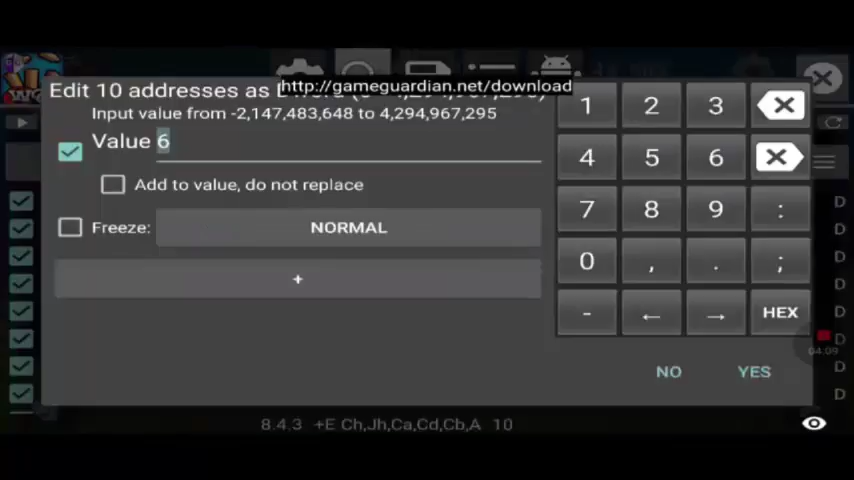 http://gameguardian.net/download
Edit 10 addresses as
Input value from -2,147,483,648 to 4,294,967,295
Value 6
Add to value, do not replace
Freeze: NORMAL
+
1 2 3
4 5 6
7 8 9 :
0 , . ;
- ← → HEX
NO YES
04:09
D
D
D
D
D
D
D
D
8.4.3 +E Ch,Jh,Ca,Cd,Cb,A 10